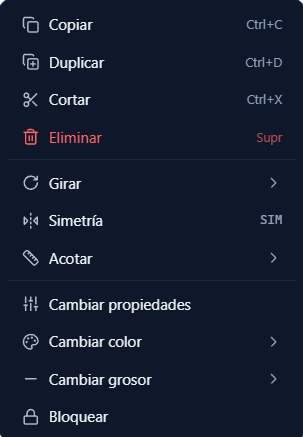 Copiar Ctrl+C
Duplicar Ctrl+D
Cortar Ctrl+X
Eliminar Supr
Girar
Simetría SIM
Acotar
Cambiar propiedades
Cambiar color
Cambiar grosor
Bloquear